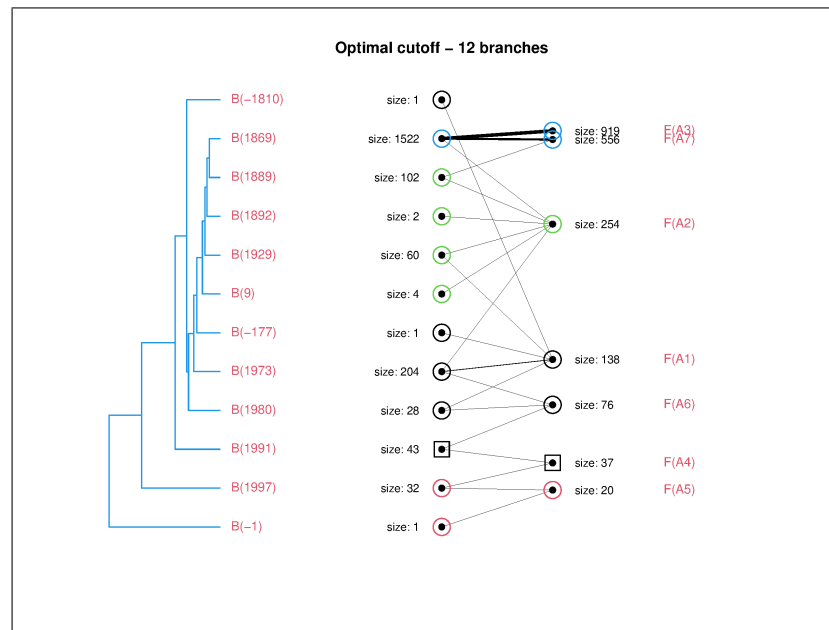 Optimal cutoff – 12 branches
B(−1810) size: 1
size: 919 F(A3)
B(1869) size: 1522 size: 556 F(A7)
B(1889) size: 102
B(1892) size: 2 size: 254 F(A2)
B(1929) size: 60
B(9) size: 4
B(−177) size: 1
size: 138 F(A1)
B(1973) size: 204
size: 76 F(A6)
B(1980) size: 28
B(1991) size: 43
size: 37 F(A4)
B(1997) size: 32 size: 20 F(A5)
B(−1) size: 1